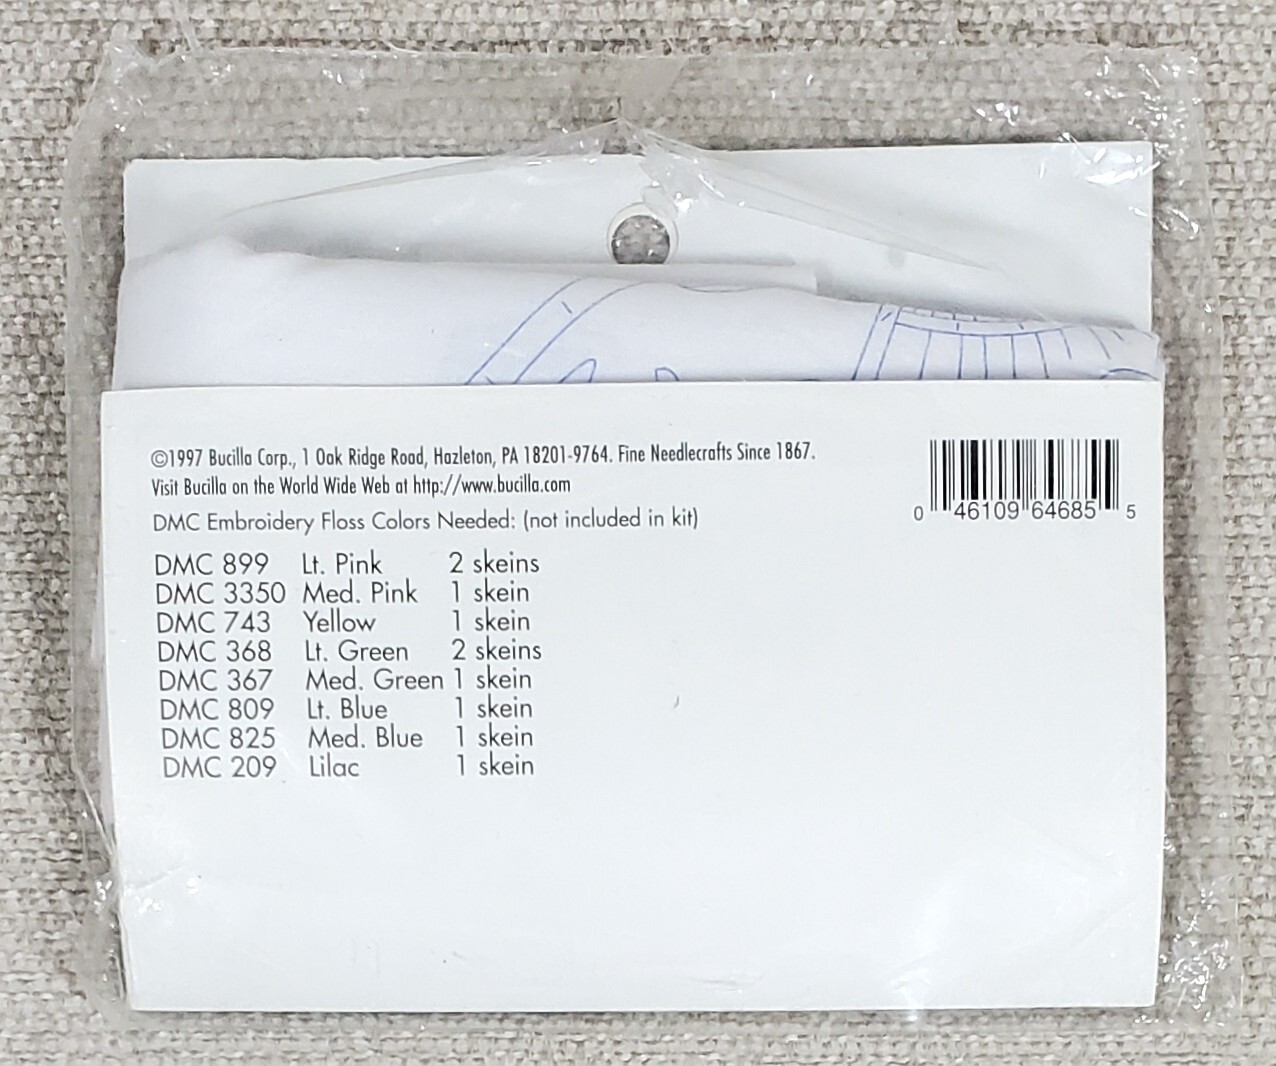 ©1997 Bucilla Corp., 1 Oak Ridge Road, Hazleton, PA 18201-9764. Fine Needlecrafts Since 1867.
Visit Bucilla on the World Wide Web at http://www.bucilla.com
DMC Embroidery Floss Colors Needed: (not included in kit)
0 46109 64685 5
DMC 899 Lt. Pink 2 skeins
DMC 3350 Med. Pink 1 skein
DMC 743 Yellow 1 skein
DMC 368 Lt. Green 2 skeins
DMC 367 Med. Green 1 skein
DMC 809 Lt. Blue 1 skein
DMC 825 Med. Blue 1 skein
DMC 209 Lilac 1 skein